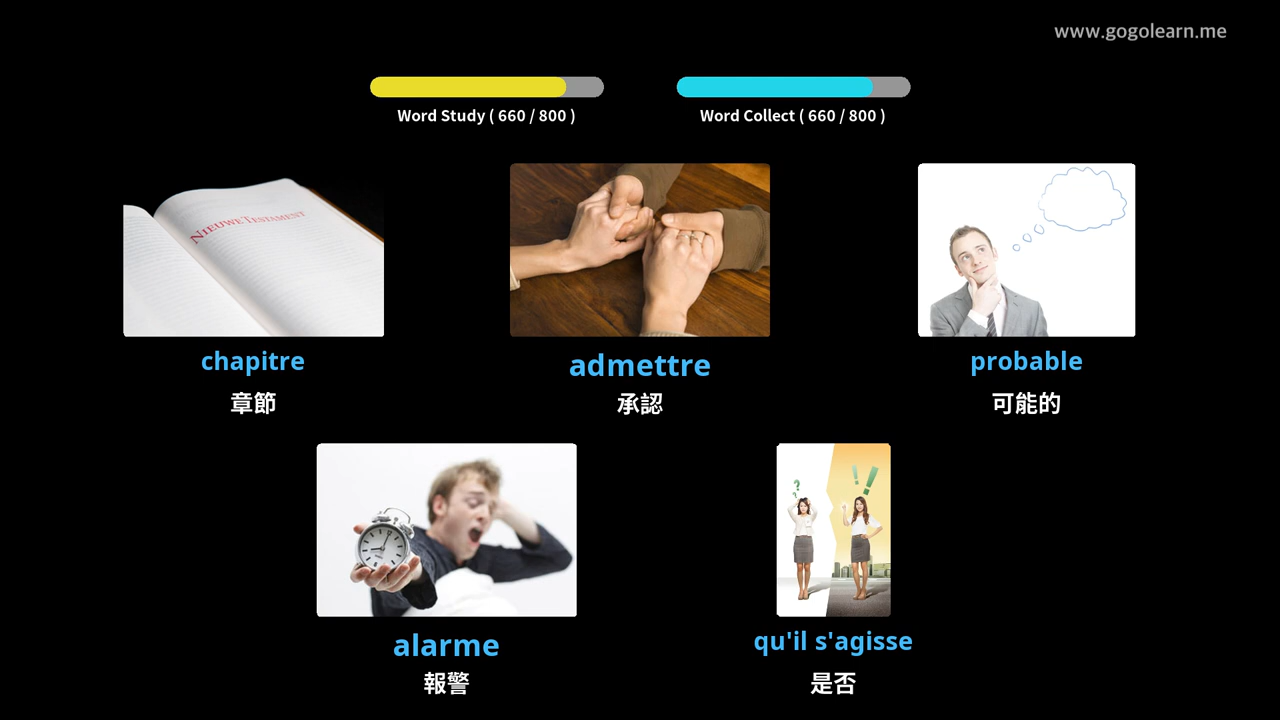 www.gogolearn.me
Word Study ( 660 / 800 )
Word Collect ( 660 / 800 )
NIEUWE TESTAMENT
chapitre
admettre
probable
章節
承認
可能的
alarme
qu'il s'agisse
報警
是否